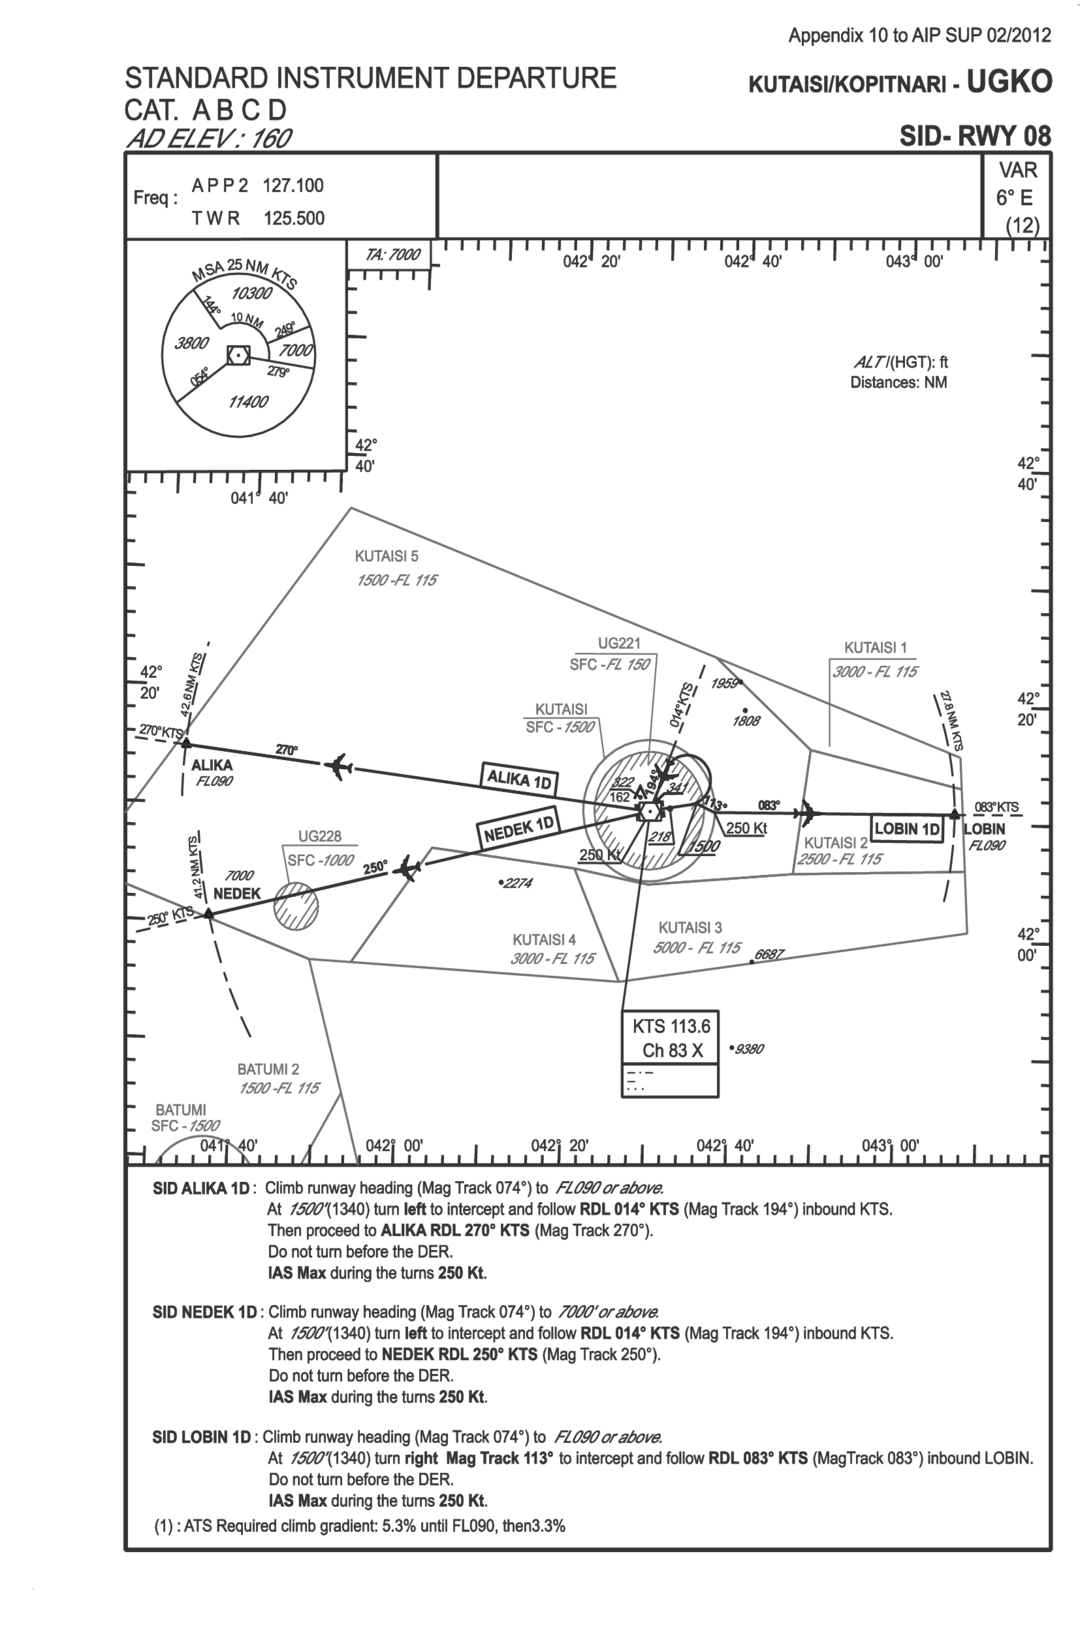 Appendix 10 to AIP SUP 02/2012
STANDARD INSTRUMENT DEPARTURE
KUTAISI/KOPITNARI - UGKO
CAT. A B C D
AD ELEV.: 160
SID- RWY 08
Freq :
A P P 2 127.100
T W R 125.500
VAR
6° E
(12)
TA: 7000
042° 20'
042° 40'
043° 00'
MSA 25 NM KTS
10300
144°
10 NM
249°
3800
7000
279°
054°
11400
ALT/(HGT): ft
Distances: NM
42°
40'
42°
40'
041° 40'
KUTAISI 5
1500 -FL 115
UG221
SFC -FL 150
KUTAISI 1
3000 - FL 115
42.6 NM KTS
42°
20'
014°KTS
1959
1808
27.8 NM KTS
42°
20'
KUTAISI
SFC -1500
270°KTS
270°
ALIKA
FL090
ALIKA 1D
322
162
194°
341
113°
083°
083°KTS
NEDEK 1D
218
250 Kt
1500
250 Kt
LOBIN 1D
LOBIN
FL090
KUTAISI 2
2500 - FL 115
UG228
SFC -1000
41.2 NM KTS
7000
NEDEK
250°
250° KTS
2274
KUTAISI 4
3000 - FL 115
KUTAISI 3
5000 - FL 115
6687
42°
00'
KTS 113.6
Ch 83 X
9380
BATUMI 2
1500 -FL 115
BATUMI
SFC -1500
041° 40'
042° 00'
042° 20'
042° 40'
043° 00'
SID ALIKA 1D : Climb runway heading (Mag Track 074°) to FL090 or above.
At 1500'(1340) turn left to intercept and follow RDL 014° KTS (Mag Track 194°) inbound KTS.
Then proceed to ALIKA RDL 270° KTS (Mag Track 270°).
Do not turn before the DER.
IAS Max during the turns 250 Kt.
SID NEDEK 1D : Climb runway heading (Mag Track 074°) to 7000' or above.
At 1500'(1340) turn left to intercept and follow RDL 014° KTS (Mag Track 194°) inbound KTS.
Then proceed to NEDEK RDL 250° KTS (Mag Track 250°).
Do not turn before the DER.
IAS Max during the turns 250 Kt.
SID LOBIN 1D : Climb runway heading (Mag Track 074°) to FL090 or above.
At 1500'(1340) turn right Mag Track 113° to intercept and follow RDL 083° KTS (MagTrack 083°) inbound LOBIN.
Do not turn before the DER.
IAS Max during the turns 250 Kt.
(1) : ATS Required climb gradient: 5.3% until FL090, then3.3%